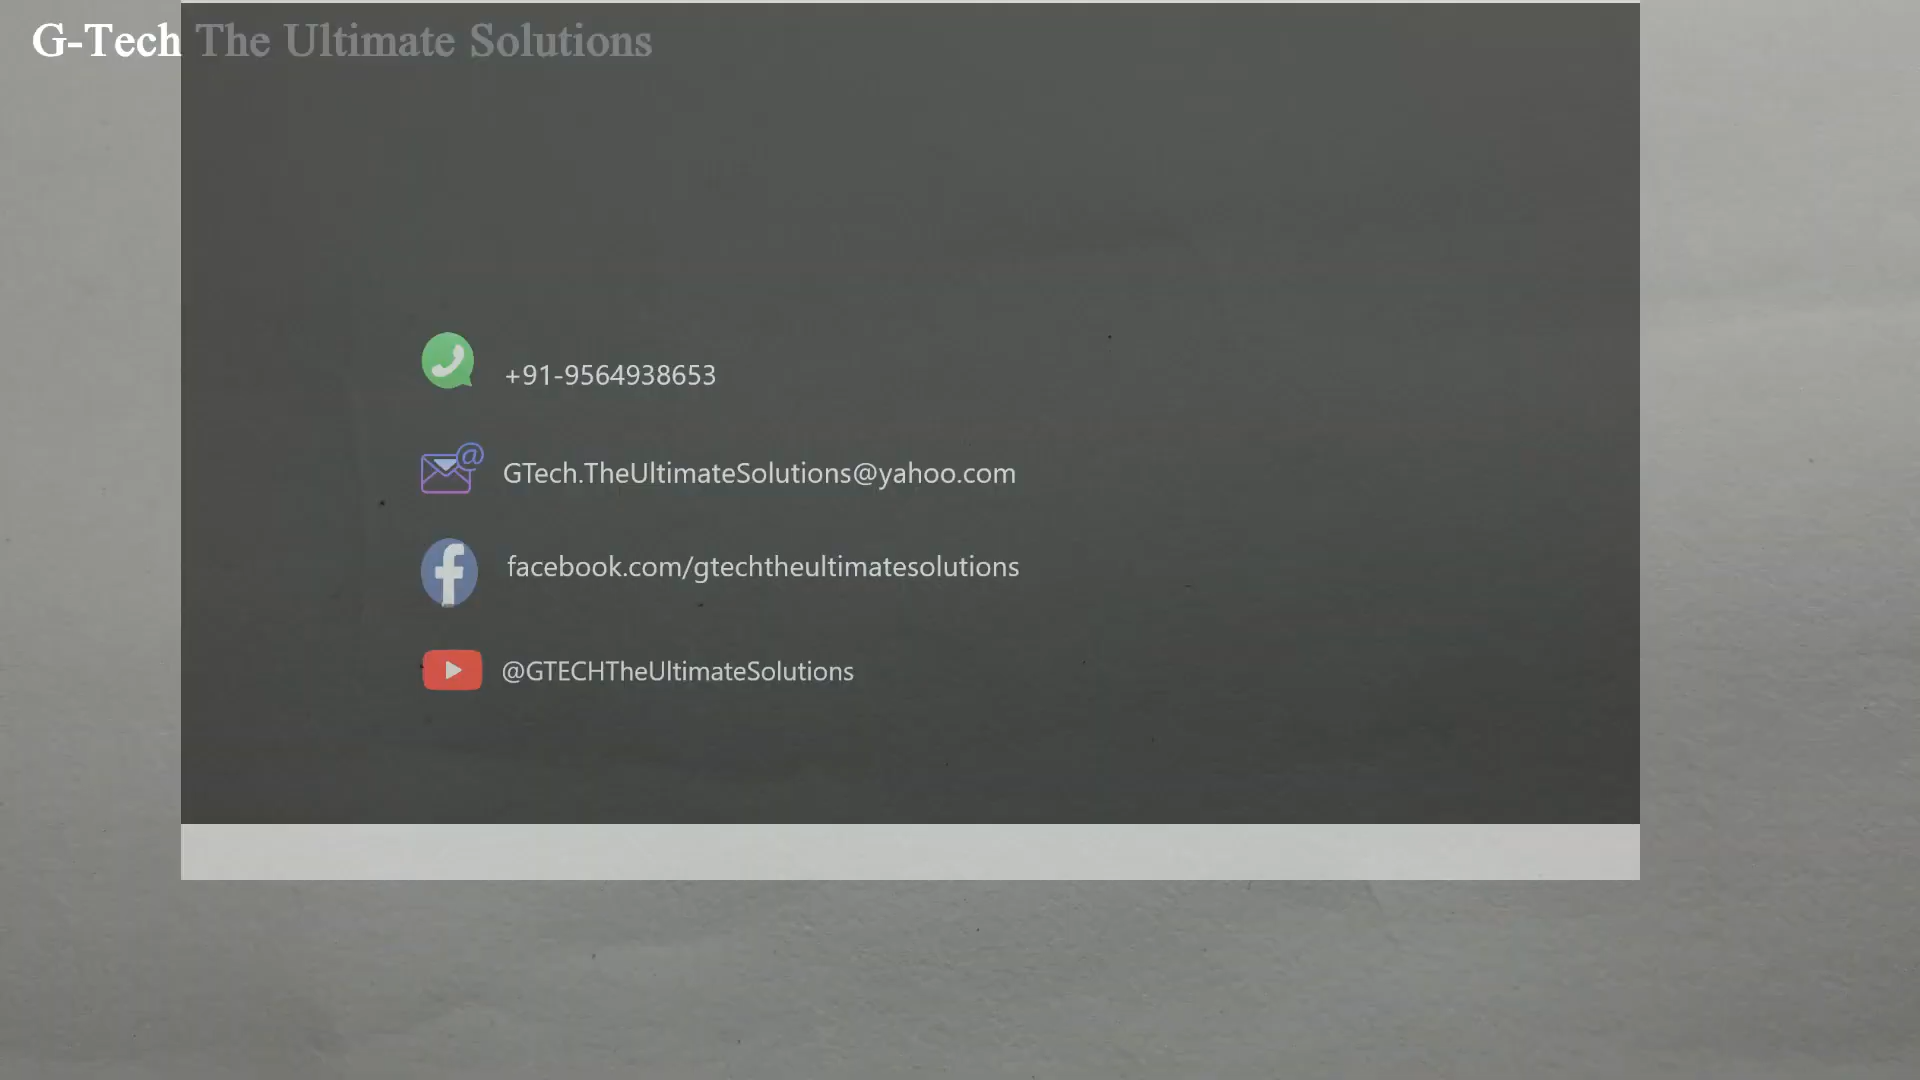 G-Tech The Ultimate Solutions
+91-9564938653
GTech.TheUltimateSolutions@yahoo.com
facebook.com/gtechtheultimatesolutions
@GTECHTheUltimateSolutions